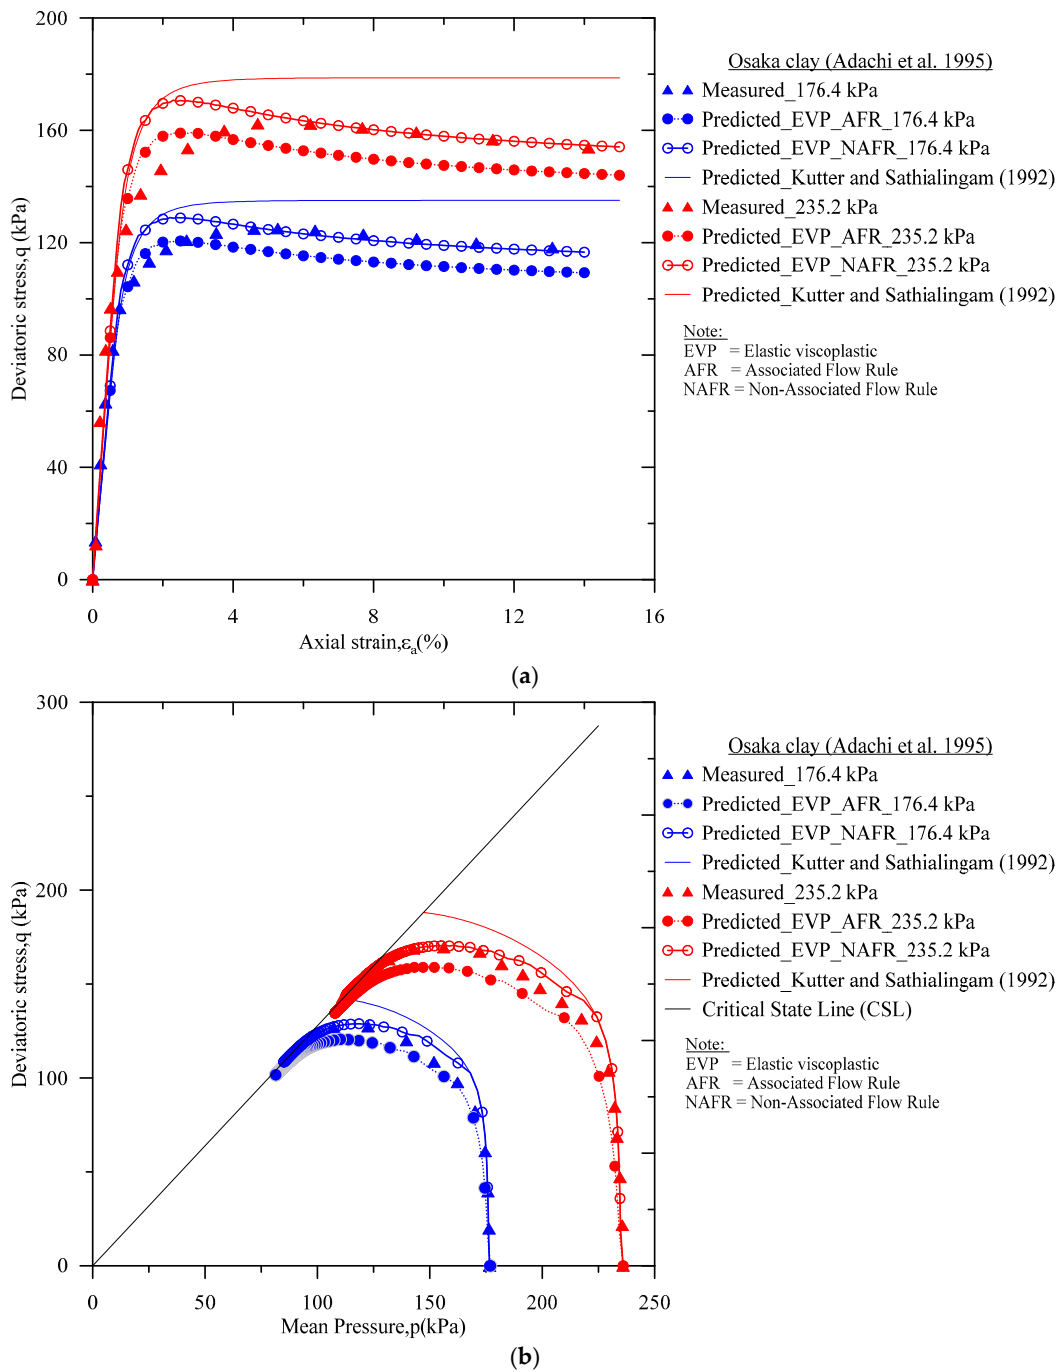 200
160
120
80
40
0
Deviatoric stress,q (kPa)
0 4 8 12 16
Axial strain,εa(%)
Osaka clay (Adachi et al. 1995)
Measured_176.4 kPa
Predicted_EVP_AFR_176.4 kPa
Predicted_EVP_NAFR_176.4 kPa
Predicted_Kutter and Sathialingam (1992)
Measured_235.2 kPa
Predicted_EVP_AFR_235.2 kPa
Predicted_EVP_NAFR_235.2 kPa
Predicted_Kutter and Sathialingam (1992)
Note:
EVP = Elastic viscoplastic
AFR = Associated Flow Rule
NAFR = Non-Associated Flow Rule
(a)
300
200
100
0
Deviatoric stress,q (kPa)
0 50 100 150 200 250
Mean Pressure,p(kPa)
Osaka clay (Adachi et al. 1995)
Measured_176.4 kPa
Predicted_EVP_AFR_176.4 kPa
Predicted_EVP_NAFR_176.4 kPa
Predicted_Kutter and Sathialingam (1992)
Measured_235.2 kPa
Predicted_EVP_AFR_235.2 kPa
Predicted_EVP_NAFR_235.2 kPa
Predicted_Kutter and Sathialingam (1992)
Critical State Line (CSL)
Note:
EVP = Elastic viscoplastic
AFR = Associated Flow Rule
NAFR = Non-Associated Flow Rule
(b)